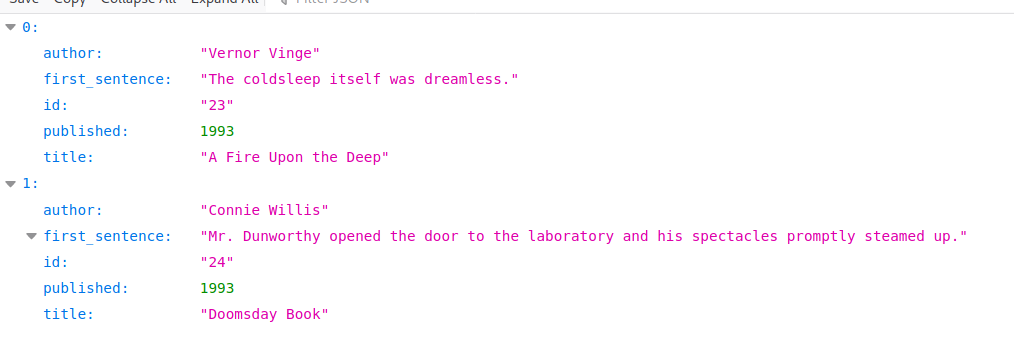 Save Copy Collapse All Expand All Filter JSON
0:
author: "Vernor Vinge"
first_sentence: "The coldsleep itself was dreamless."
id: "23"
published: 1993
title: "A Fire Upon the Deep"
1:
author: "Connie Willis"
first_sentence: "Mr. Dunworthy opened the door to the laboratory and his spectacles promptly steamed up."
id: "24"
published: 1993
title: "Doomsday Book"